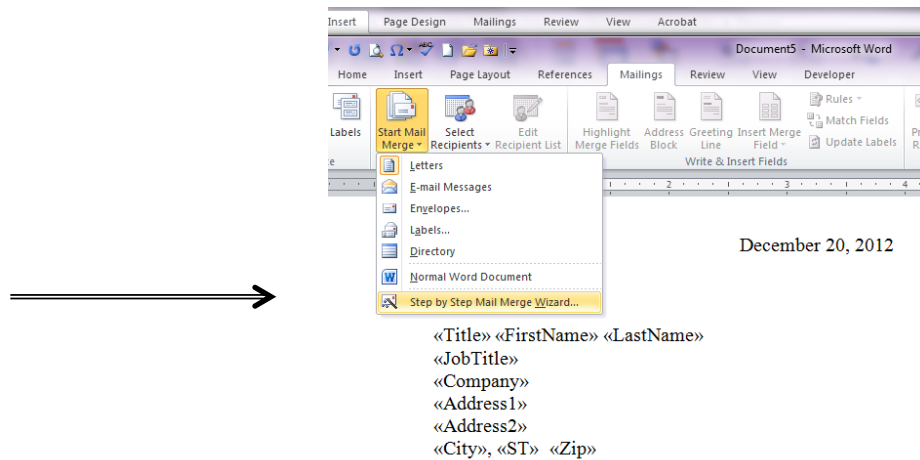 Insert Page Design Mailings Review View Acrobat
Document5 - Microsoft Word
Home Insert Page Layout References Mailings Review View Developer
Labels Start Mail Merge Select Recipients Edit Recipient List Highlight Merge Fields Address Block Greeting Line Insert Merge Field Rules
Match Fields
Update Labels
Write & Insert Fields
Letters
E-mail Messages
Envelopes...
Labels...
Directory
Normal Word Document
Step by Step Mail Merge Wizard...
2 3 4
December 20, 2012
«Title» «FirstName» «LastName»
«JobTitle»
«Company»
«Address1»
«Address2»
«City», «ST» «Zip»